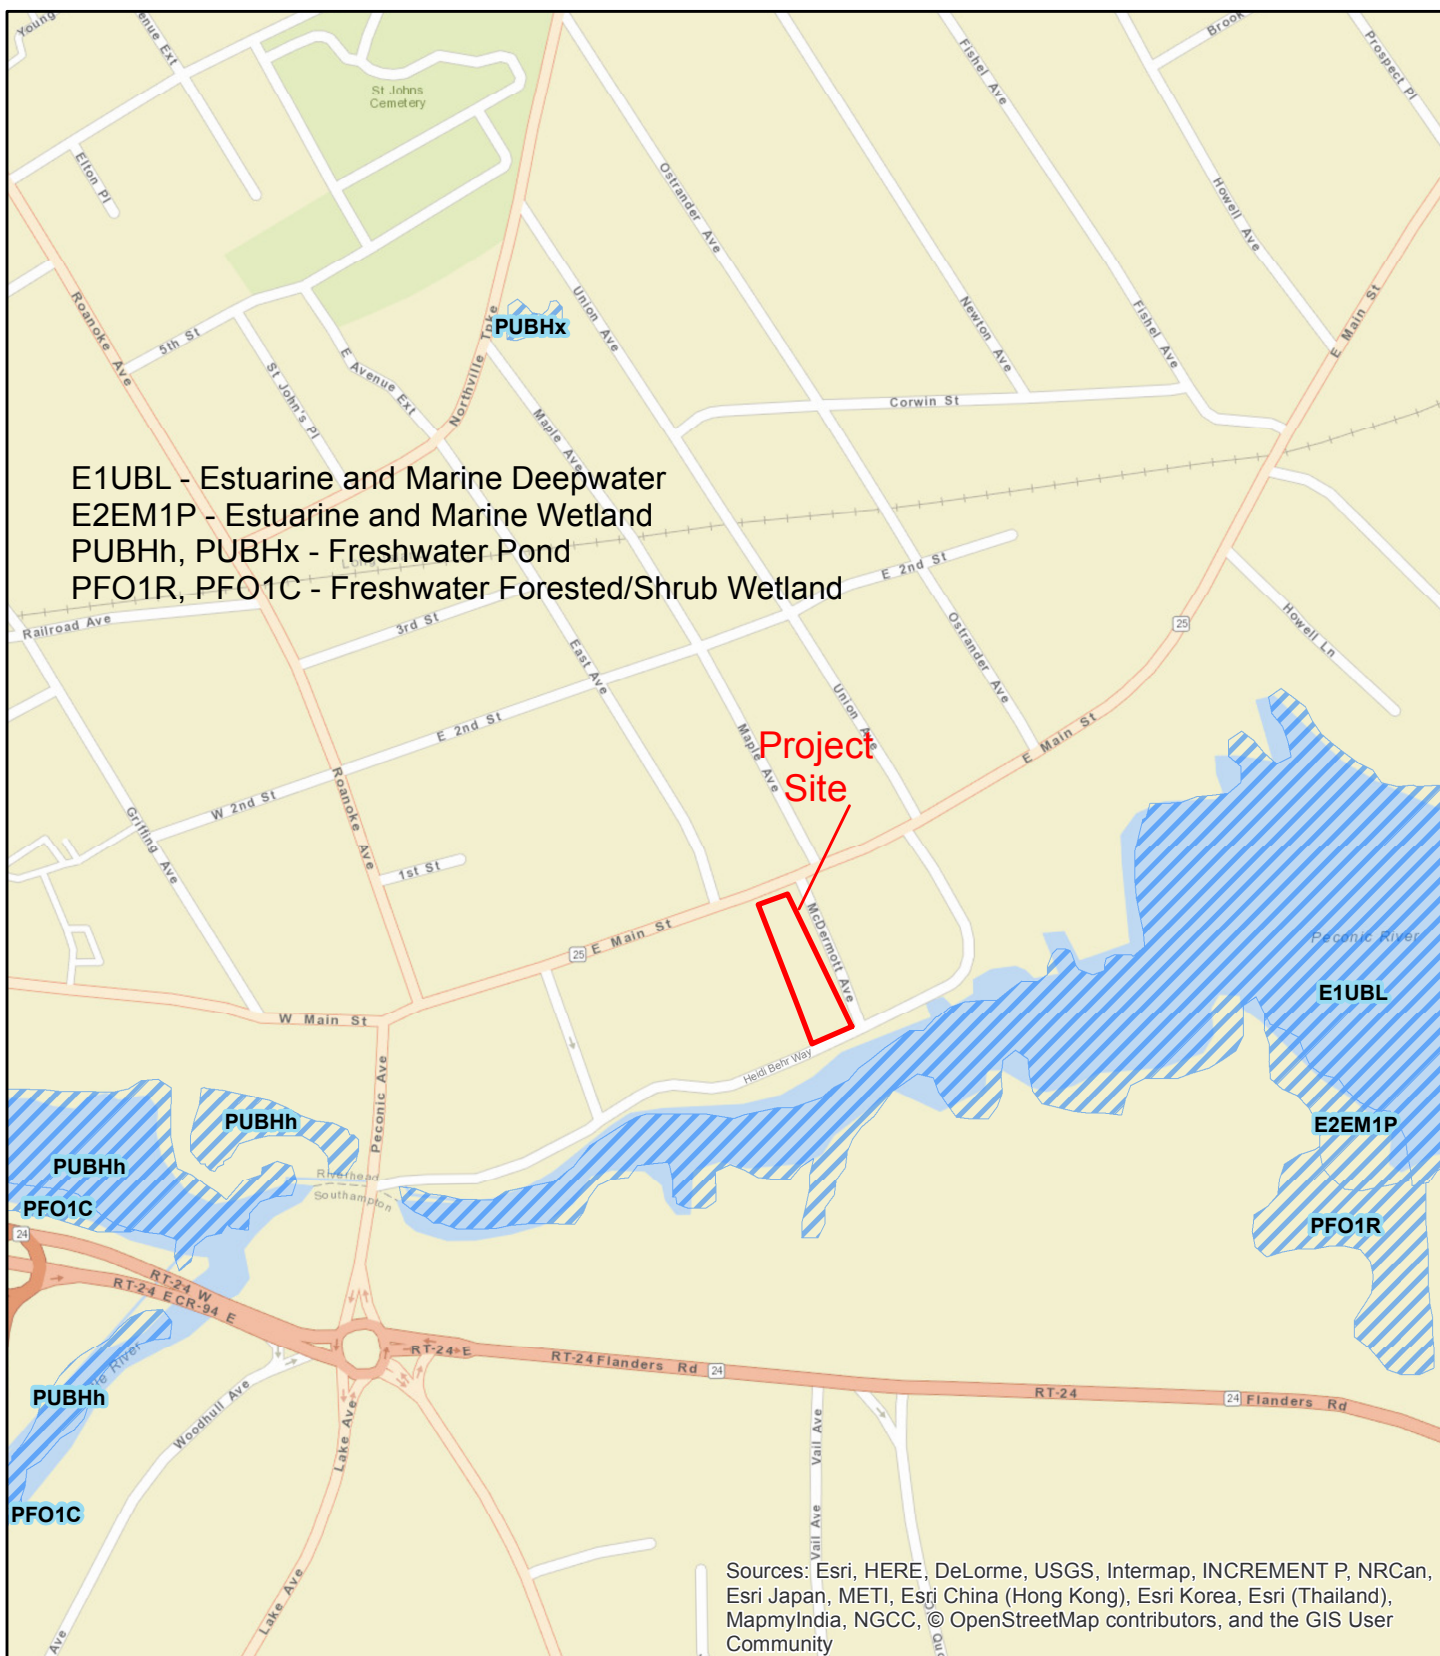 Young
enue Ext
St Johns
Cemetery
Fishel Ave
Brook
Prospect Pl
Elton Pl
Ostrander Ave
Howell Ave
Roanoke Ave
5th St
St John's Pl
E Avenue Ext
Northville Tpke
PUBHx
Union Ave
Maple Ave
Newton Ave
Fishel Ave
E Main St
Corwin St
E1UBL - Estuarine and Marine Deepwater
E2EM1P - Estuarine and Marine Wetland
PUBHh, PUBHx - Freshwater Pond
PFO1R, PFO1C - Freshwater Forested/Shrub Wetland
Railroad Ave
3rd St
E 2nd St
East Ave
Ostrander Ave
25
Howell Ln
E 2nd St
Maple Ave
Union Ave
E Main St
Project
Site
W 2nd St
Griffing Ave
Roanoke Ave
1st St
25
E Main St
McDermott Ave
Peconic River
E1UBL
W Main St
Peconic Ave
Heidi Behr Way
PUBHh
PUBHh
E2EM1P
Riverhead
Southampton
PFO1C
PFO1R
24
RT-24 W
RT-24 ECR-94 E
RT-24 E
RT-24 Flanders Rd
24
RT-24
24
Flanders Rd
River
PUBHh
Woodhull Ave
Lake Ave
Vail Ave
PFO1C
Vail Ave
Lake Ave
Ave
Quo
Sources: Esri, HERE, DeLorme, USGS, Intermap, INCREMENT P, NRCan,
Esri Japan, METI, Esri China (Hong Kong), Esri Korea, Esri (Thailand),
MapmyIndia, NGCC, © OpenStreetMap contributors, and the GIS User
Community